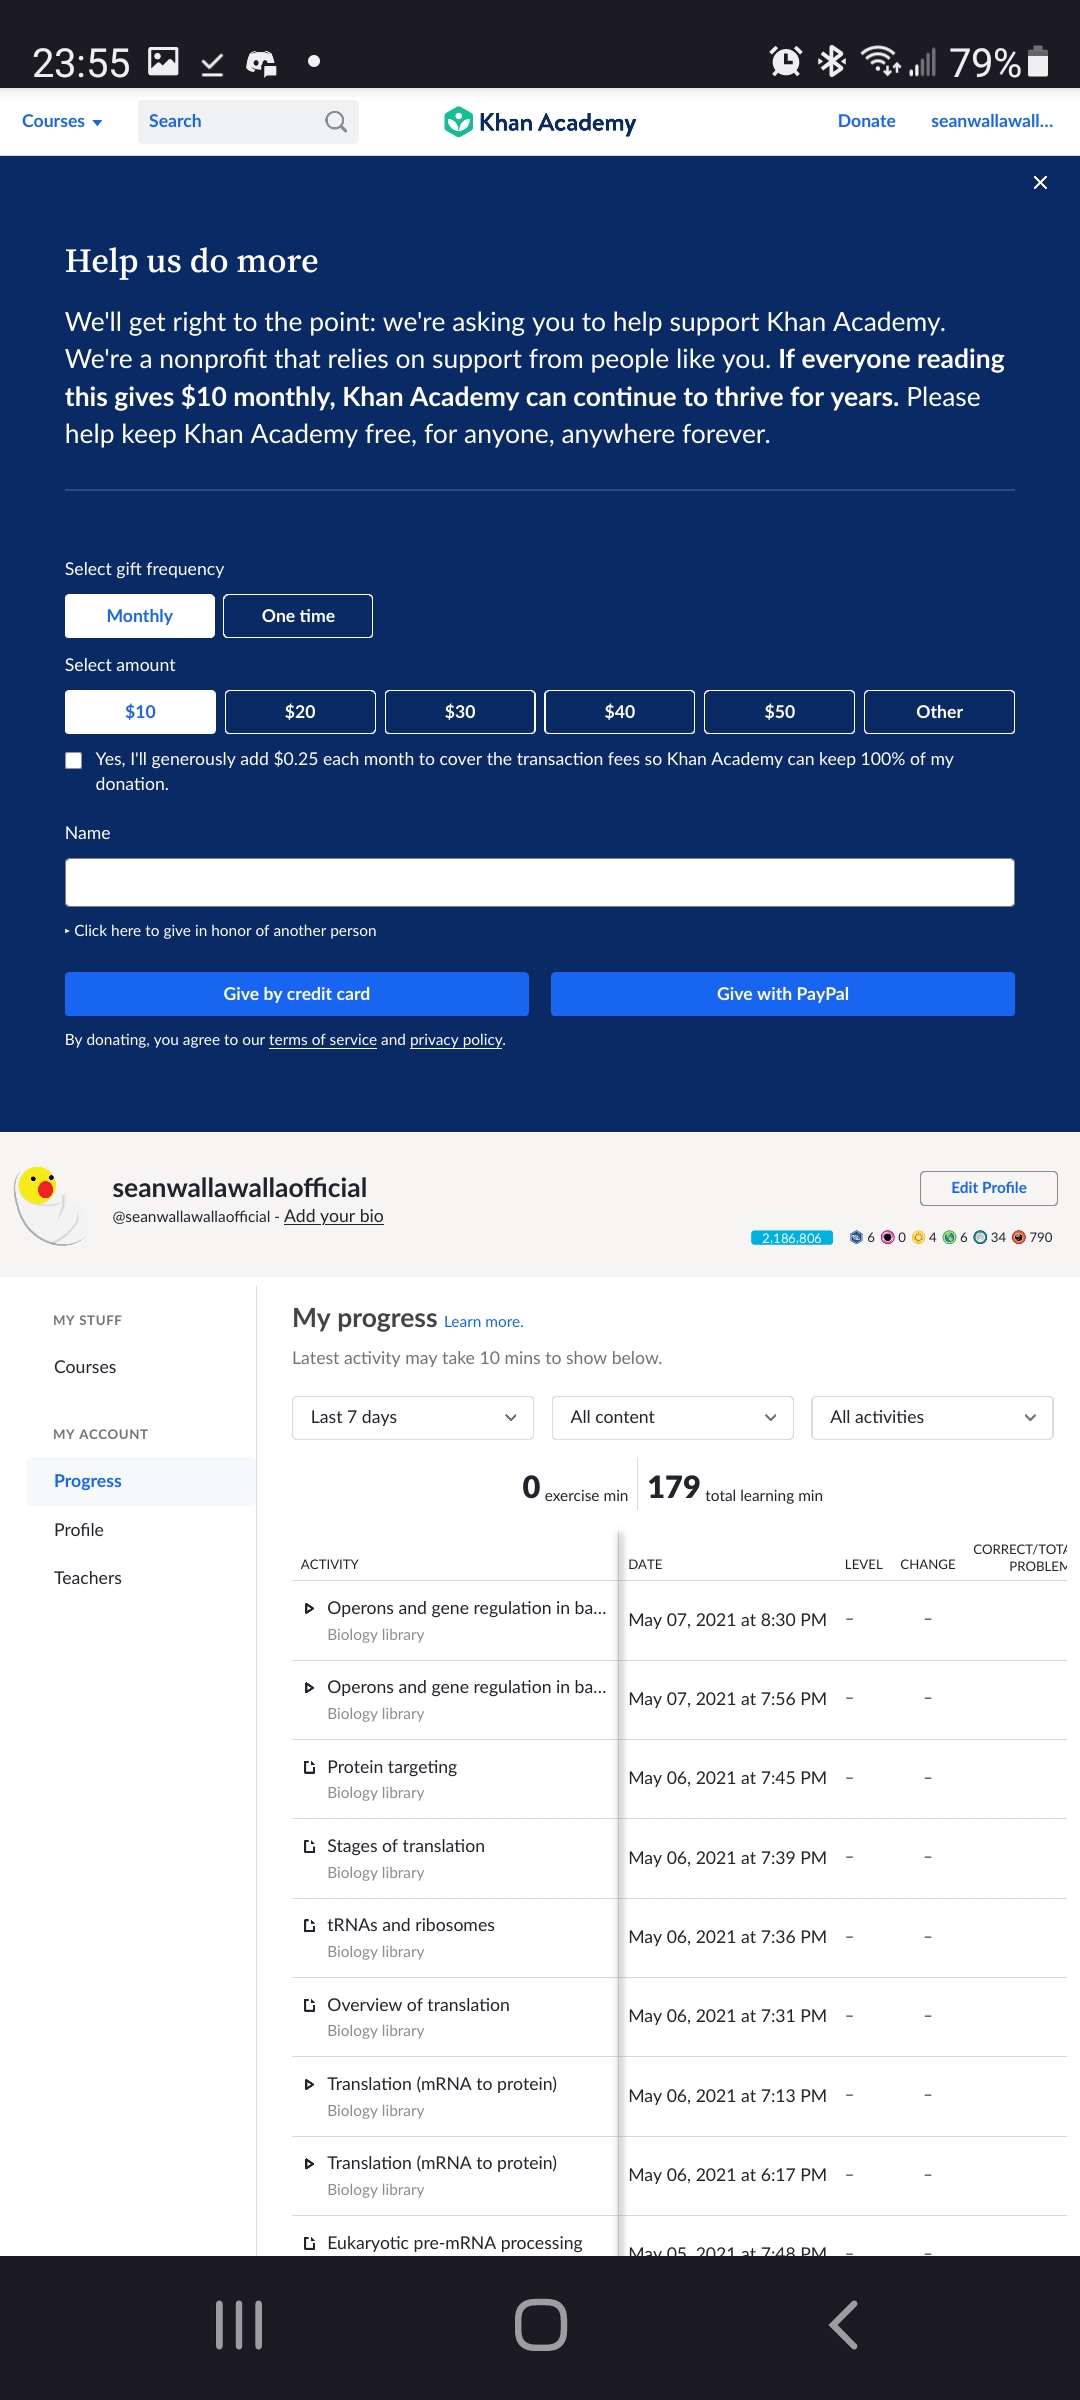 23:55
79%
Courses
Search
Khan Academy
Donate
seanwallawall...
Help us do more
We'll get right to the point: we're asking you to help support Khan Academy.
We're a nonprofit that relies on support from people like you. If everyone reading
this gives $10 monthly, Khan Academy can continue to thrive for years. Please
help keep Khan Academy free, for anyone, anywhere forever.
Select gift frequency
Monthly
One time
Select amount
$10
$20
$30
$40
$50
Other
Yes, I'll generously add $0.25 each month to cover the transaction fees so Khan Academy can keep 100% of my
donation.
Name
Click here to give in honor of another person
Give by credit card
Give with PayPal
By donating, you agree to our terms of service and privacy policy.
seanwallawallaofficial
@seanwallawallaofficial - Add your bio
Edit Profile
2,186,806
6 0 4 6 34 790
MY STUFF
Courses
MY ACCOUNT
Progress
Profile
Teachers
My progress Learn more.
Latest activity may take 10 mins to show below.
Last 7 days
All content
All activities
0 exercise min
179 total learning min
ACTIVITY
DATE
LEVEL
CHANGE
CORRECT/TOTA
PROBLEM
Operons and gene regulation in ba...
Biology library
May 07, 2021 at 8:30 PM – –
Operons and gene regulation in ba...
Biology library
May 07, 2021 at 7:56 PM – –
Protein targeting
Biology library
May 06, 2021 at 7:45 PM – –
Stages of translation
Biology library
May 06, 2021 at 7:39 PM – –
tRNAs and ribosomes
Biology library
May 06, 2021 at 7:36 PM – –
Overview of translation
Biology library
May 06, 2021 at 7:31 PM – –
Translation (mRNA to protein)
Biology library
May 06, 2021 at 7:13 PM – –
Translation (mRNA to protein)
Biology library
May 06, 2021 at 6:17 PM – –
Eukaryotic pre-mRNA processing
May 05, 2021 at 7:48 PM – –